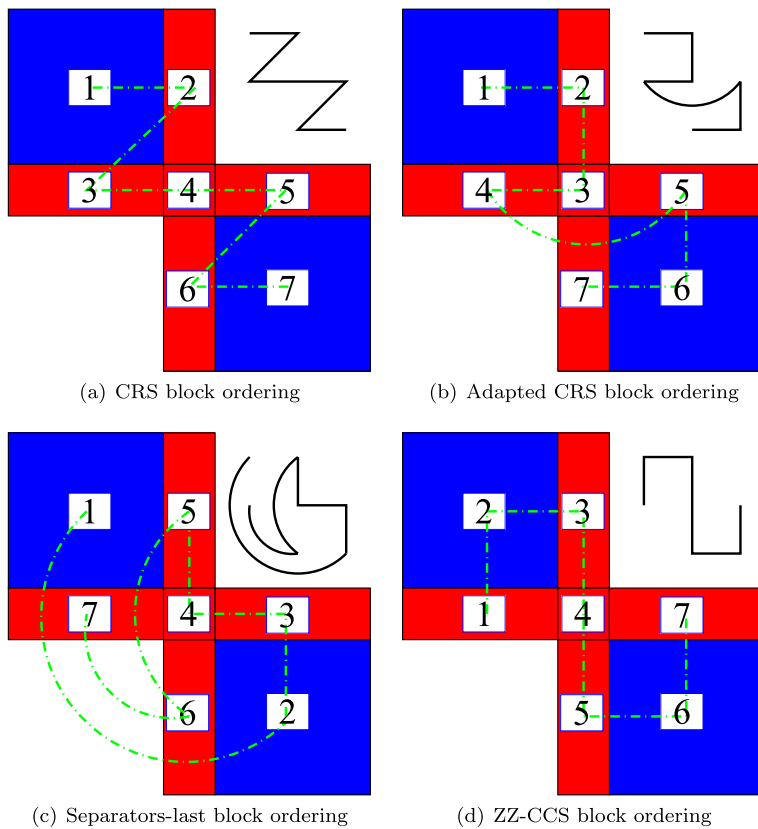 1 2
3 4 5
6 7
(a) CRS block ordering
1 2
4 3 5
7 6
(b) Adapted CRS block ordering
1 5
7 4 3
6 2
(c) Separators-last block ordering
2 3
1 4 7
5 6
(d) ZZ-CCS block ordering